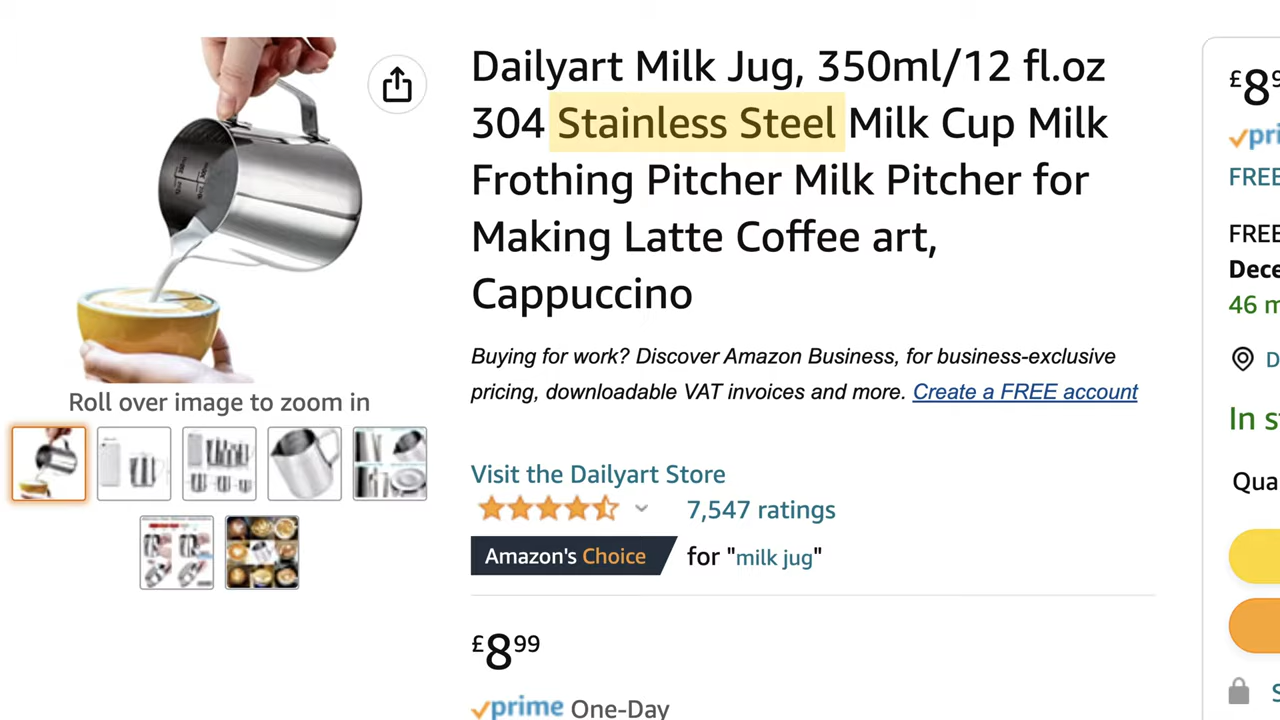 Dailyart Milk Jug, 350ml/12 fl.oz
304 Stainless Steel Milk Cup Milk
Frothing Pitcher Milk Pitcher for
Making Latte Coffee art,
Cappuccino
Buying for work? Discover Amazon Business, for business-exclusive
pricing, downloadable VAT invoices and more. Create a FREE account
Roll over image to zoom in
Visit the Dailyart Store
7,547 ratings
Amazon's Choice for "milk jug"
£8 99
prime One-Day
£8
pri
FREE
FREE
Dece
46 m
D
In s
Qua
S